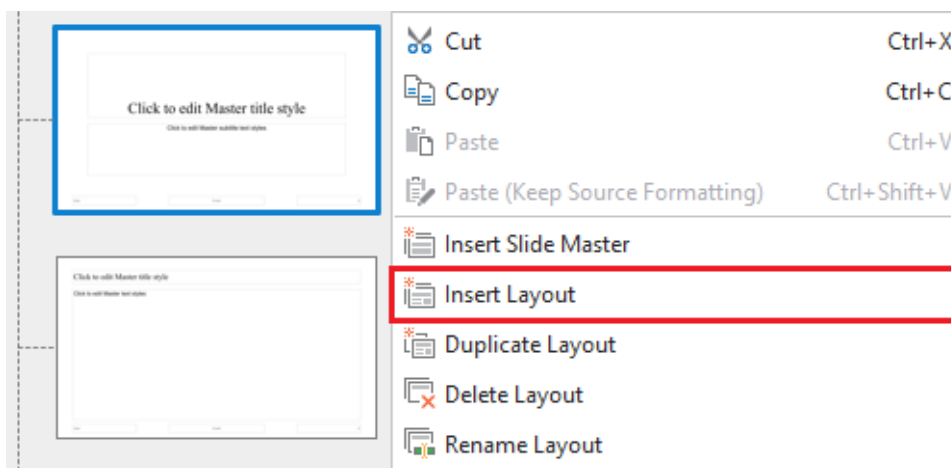 Click to edit Master title style
Click to edit Master subtitle text styles
Click to edit Master title style
Click to edit Master text styles
Cut Ctrl+X
Copy Ctrl+C
Paste Ctrl+V
Paste (Keep Source Formatting) Ctrl+Shift+V
Insert Slide Master
Insert Layout
Duplicate Layout
Delete Layout
Rename Layout